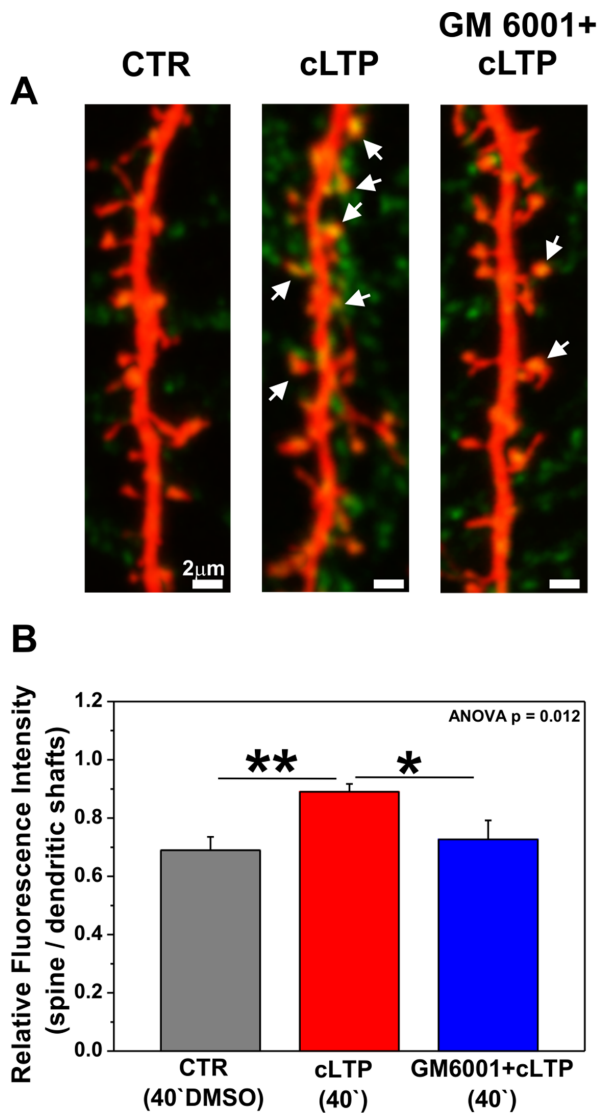 GM 6001+
CTR cLTP cLTP
A
2μm
B
Relative Fluorescence Intensity
(spine / dendritic shafts)
1.2
1.0
0.8
0.6
0.4
0.2
0.0
ANOVA p = 0.012
** *
CTR cLTP GM6001+cLTP
(40`DMSO) (40`) (40`)